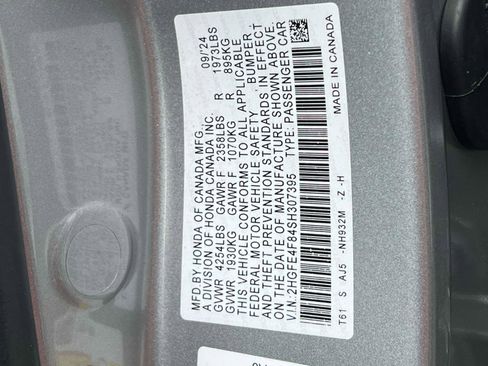 MFD.BY HONDA OF CANADA MFG. 09/24
A DIVISION OF HONDA CANADA INC.
GVWR 4254LBS GAWR F 2358LBS R 1973LBS
GVWR 1930KG GAWR F 1070KG R 895KG
THIS VEHICLE CONFORMS TO ALL APPLICABLE
FEDERAL MOTOR VEHICLE SAFETY , BUMPER ,
AND THEFT PREVENTION STANDARDS IN EFFECT
ON THE DATE OF MANUFACTURE SHOWN ABOVE.
V.I.N: 2HGFE4F84SH307395 TYPE: PASSENGER CAR
T61 S AJ5 -NH932M -Z -H MADE IN CANADA